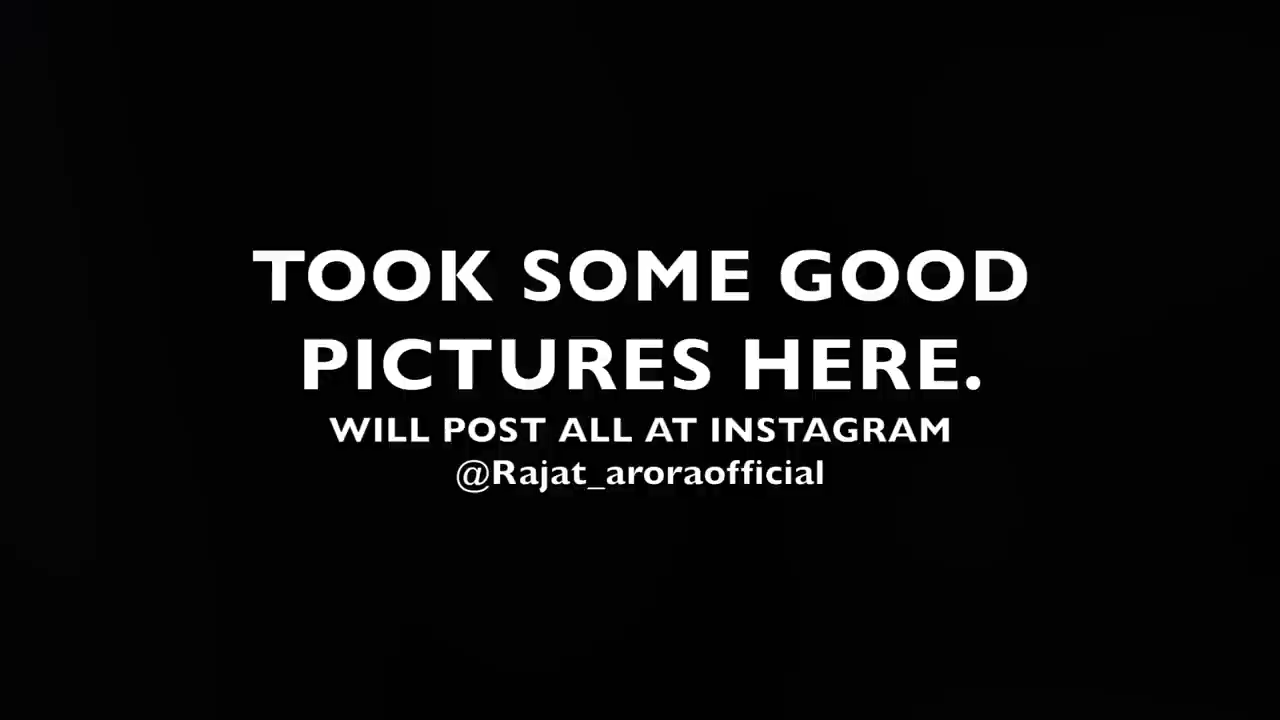 TOOK SOME GOOD
PICTURES HERE.
WILL POST ALL AT INSTAGRAM
@Rajat_aroraofficial